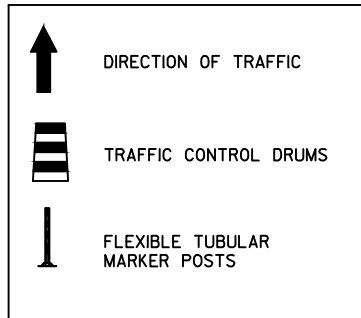 DIRECTION OF TRAFFIC
TRAFFIC CONTROL DRUMS
FLEXIBLE TUBULAR
MARKER POSTS